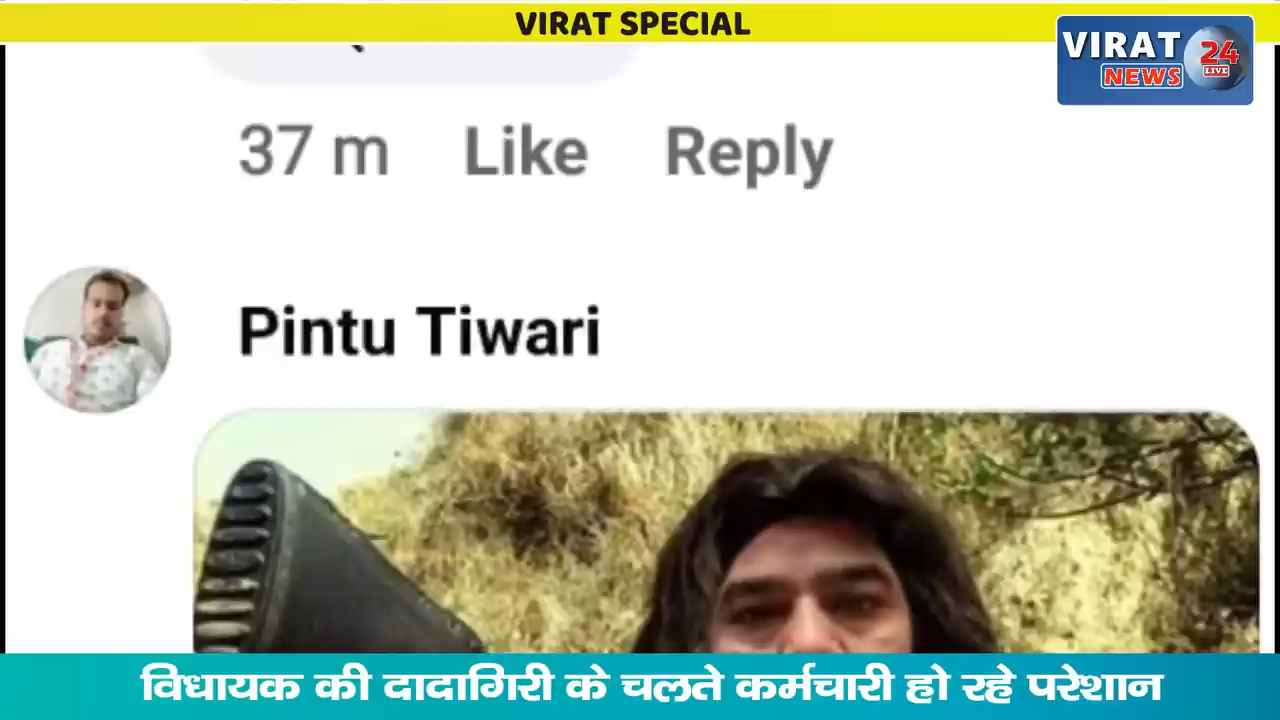 VIRAT SPECIAL
VIRAT
NEWS
24
LIVE
37 m Like Reply
Pintu Tiwari
विधायक की दादागिरी के चलते कर्मचारी हो रहे परेशान